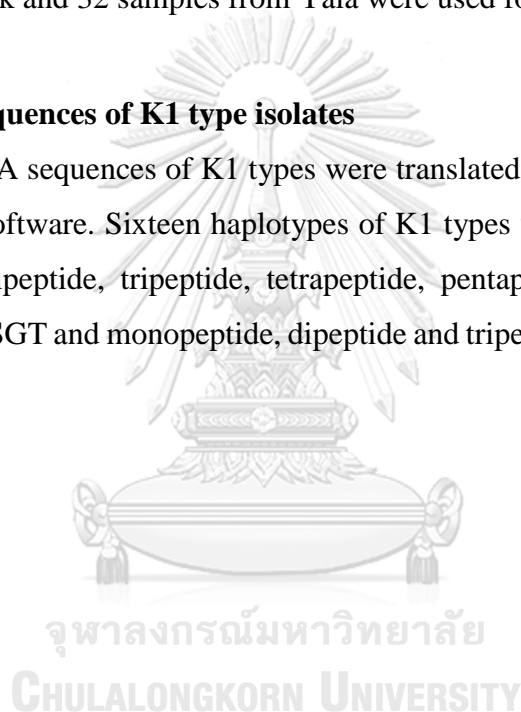 k and 32 samples from Yala were used fo
quences of K1 type isolates
A sequences of K1 types were translated
oftware. Sixteen haplotypes of K1 types
ipeptide, tripeptide, tetrapeptide, pentap
SGT and monopeptide, dipeptide and tripe
จุฬาลงกรณ์มหาวิทยาลัย
CHULALONGKORN UNIVERSITY